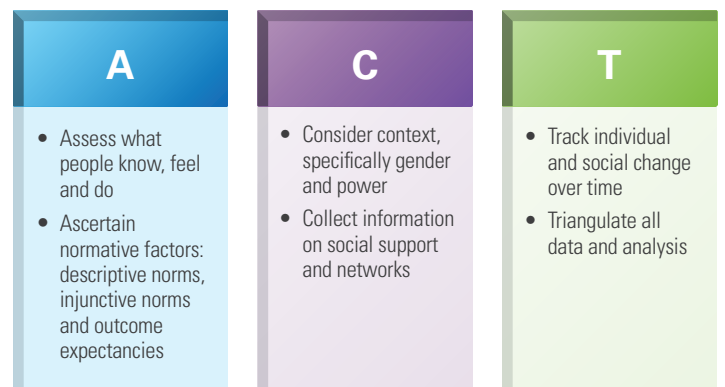 A
• Assess what
people know, feel
and do
• Ascertain
normative factors:
descriptive norms,
injunctive norms
and outcome
expectancies
C
• Consider context,
specifically gender
and power
• Collect information
on social support
and networks
T
• Track individual
and social change
over time
• Triangulate all
data and analysis